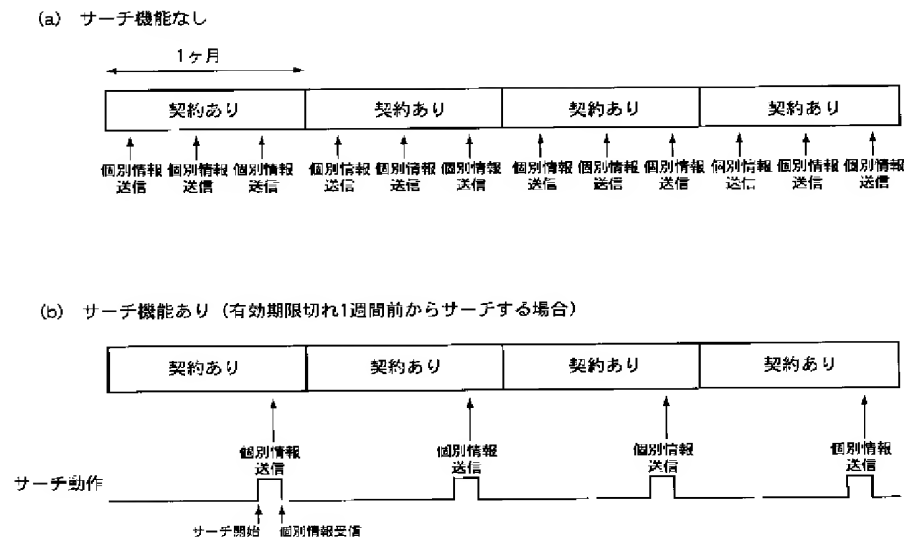 (a) サーチ機能なし
1ヶ月
契約あり 契約あり 契約あり 契約あり
個別情報 個別情報 個別情報 個別情報 個別情報 個別情報 個別情報 個別情報 個別情報 個別情報 個別情報 個別情報
送信 送信 送信 送信 送信 送信 送信 送信 送信 送信 送信 送信
(b) サーチ機能あり（有効期限切れ1週間前からサーチする場合）
契約あり 契約あり 契約あり 契約あり
個別情報 個別情報 個別情報 個別情報
送信 送信 送信 送信
サーチ動作
サーチ開始 個別情報受信